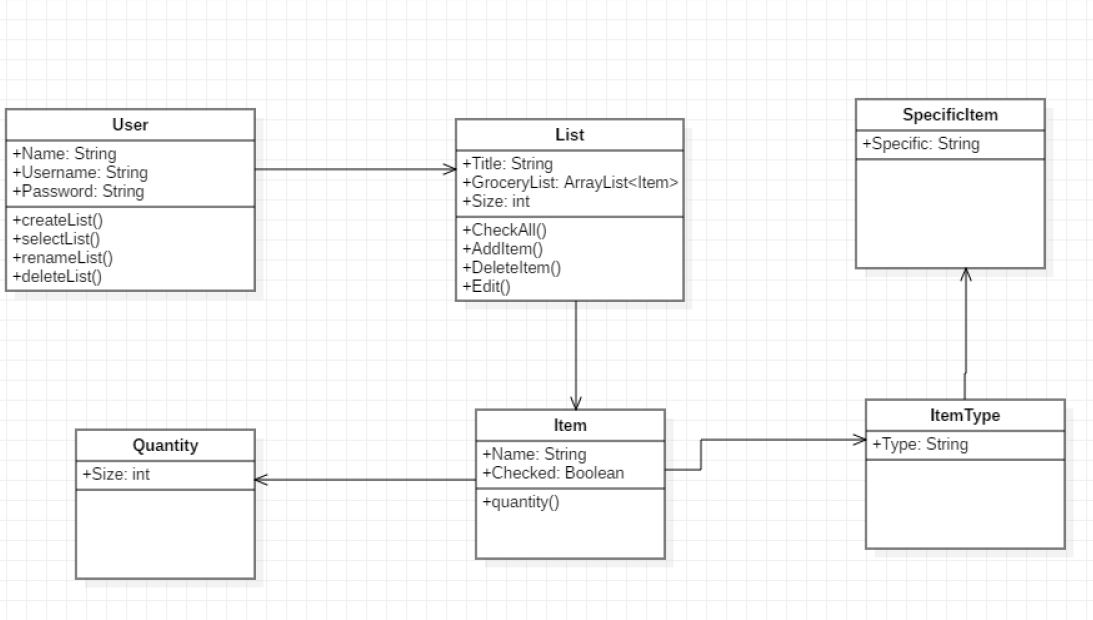 User
+Name: String
+Username: String
+Password: String
+createList()
+selectList()
+renameList()
+deleteList()
List
+Title: String
+GroceryList: ArrayList<Item>
+Size: int
+CheckAll()
+AddItem()
+DeleteItem()
+Edit()
SpecificItem
+Specific: String
Quantity
+Size: int
Item
+Name: String
+Checked: Boolean
+quantity()
ItemType
+Type: String